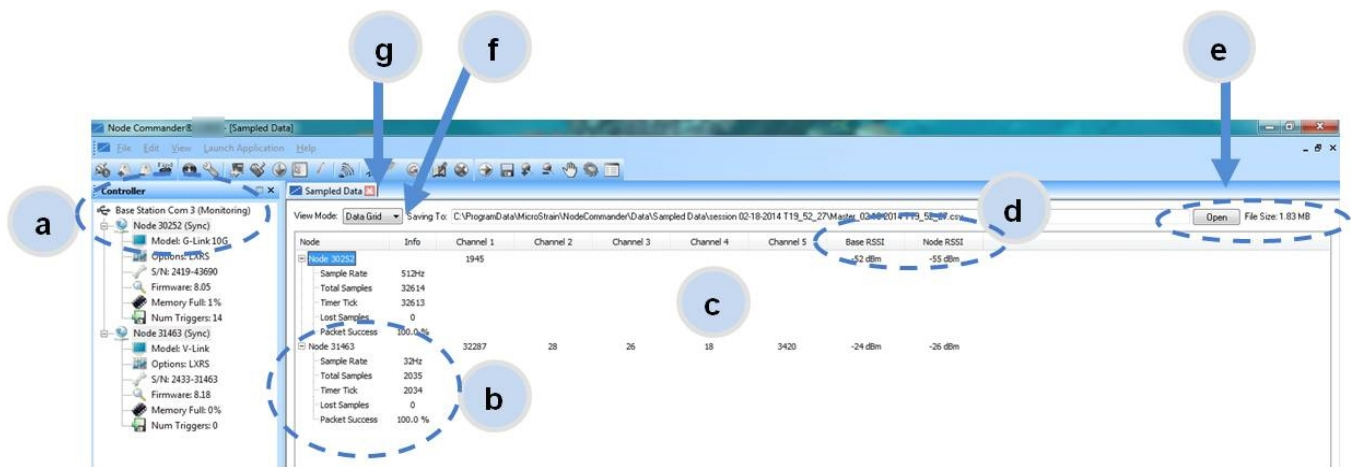 g
f
e
Node Commander® - [Sampled Data]
File Edit View Launch Application Help
Controller
Sampled Data
a
Base Station Com 3 (Monitoring)
Node 30252 (Sync)
Model: G-Link 10G
Options: LXRS
S/N: 2419-43690
Firmware: 8.05
Memory Full: 1%
Num Triggers: 14
Node 31463 (Sync)
Model: V-Link
Options: LXRS
S/N: 2433-31463
Firmware: 8.18
Memory Full: 0%
Num Triggers: 0
View Mode: Data Grid Saving To: C:\ProgramData\MicroStrain\NodeCommander\Data\Sampled Data\session 02-18-2014 T19_52_27\Master_02-18-2014 T19_52_27.csv
d
Open File Size: 1.83 MB
Node Info Channel 1 Channel 2 Channel 3 Channel 4 Channel 5 Base RSSI Node RSSI
Node 30252 1945 -52 dBm -55 dBm
Sample Rate 512Hz
Total Samples 32614
Timer Tick 32613
Lost Samples 0
Packet Success 100.0 %
c
Node 31463 32287 28 26 18 3420 -24 dBm -26 dBm
Sample Rate 32Hz
Total Samples 2035
Timer Tick 2034
Lost Samples 0
Packet Success 100.0 %
b